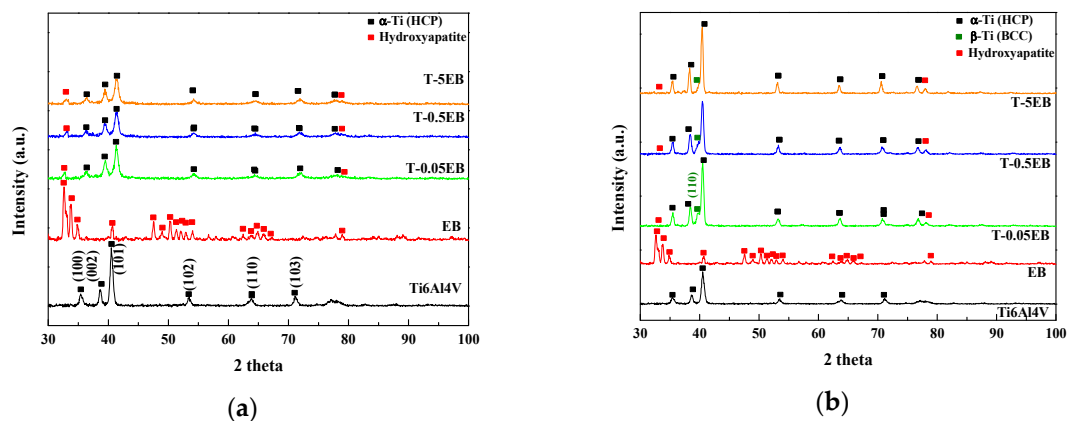 α-Ti (HCP)
Hydroxyapatite
T-5EB
T-0.5EB
T-0.05EB
EB
(100)
(002)
(101)
(102)
(110)
(103)
Ti6Al4V
Intensity (a.u.)
30 40 50 60 70 80 90 100
2 theta
(a)
α-Ti (HCP)
β-Ti (BCC)
Hydroxyapatite
T-5EB
T-0.5EB
(110)
T-0.05EB
EB
Ti6Al4V
Intensity (a.u.)
30 40 50 60 70 80 90 100
2 theta
(b)